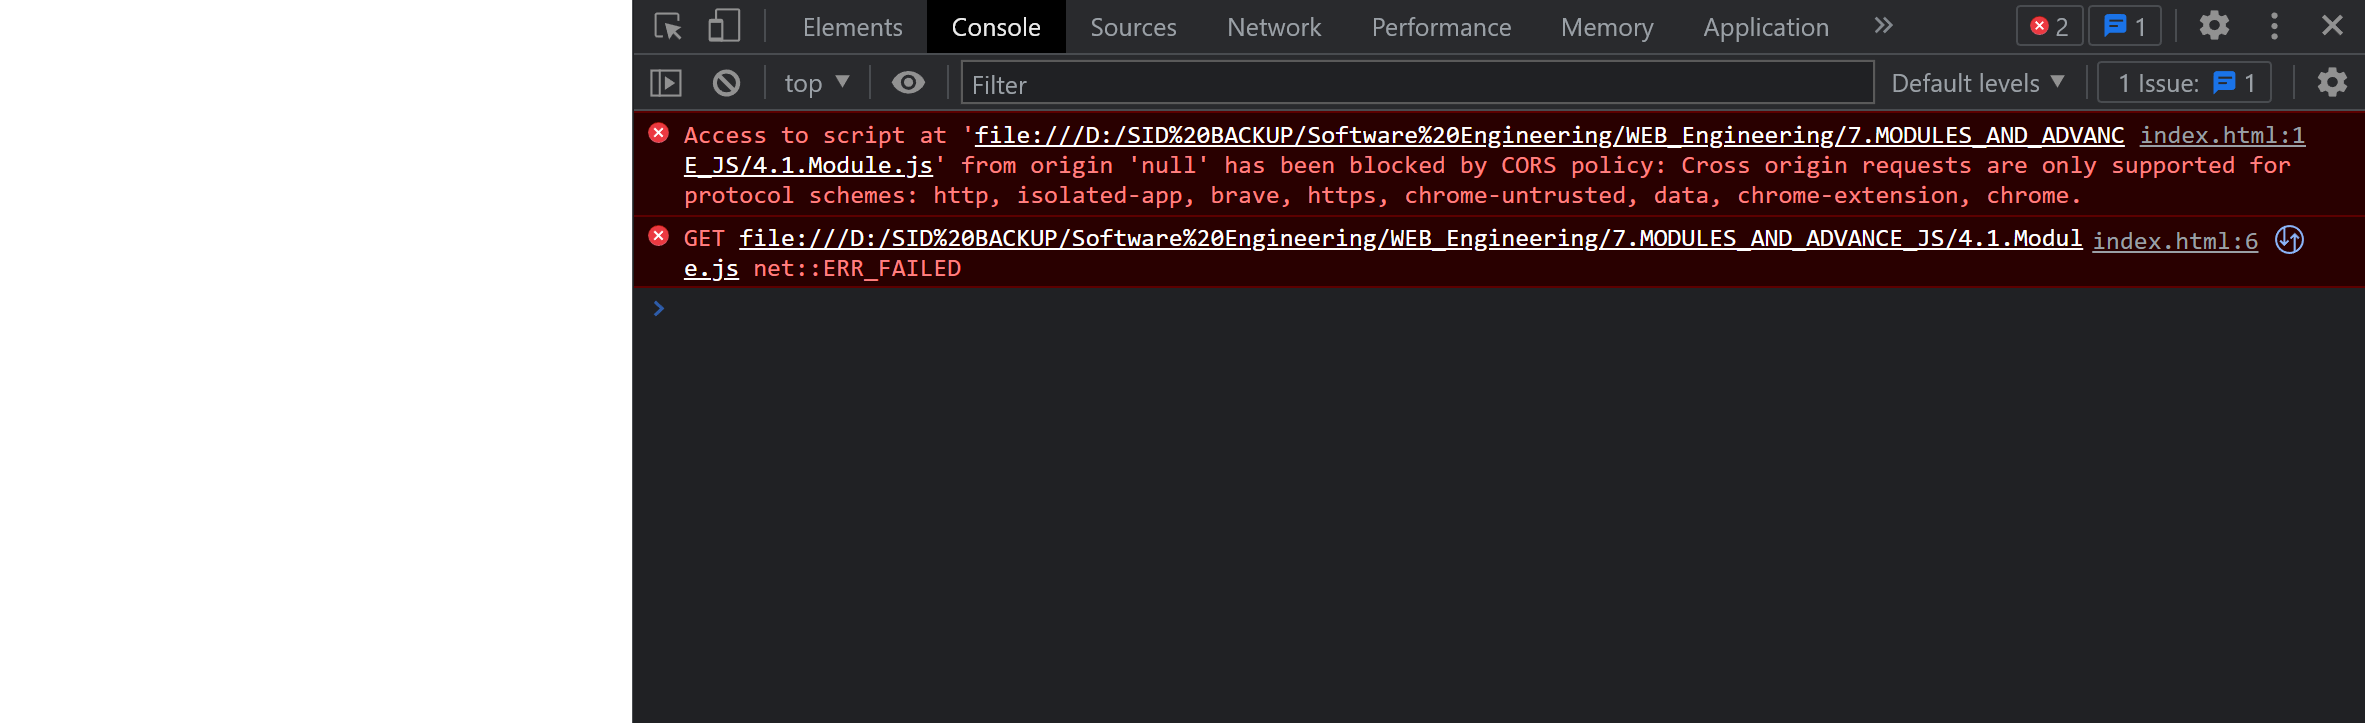 Elements Console Sources Network Performance Memory Application 2 1
top Filter Default levels 1 Issue: 1
Access to script at 'file:///D:/SID%20BACKUP/Software%20Engineering/WEB_Engineering/7.MODULES_AND_ADVANC index.html:1
E_JS/4.1.Module.js' from origin 'null' has been blocked by CORS policy: Cross origin requests are only supported for
protocol schemes: http, isolated-app, brave, https, chrome-untrusted, data, chrome-extension, chrome.
GET file:///D:/SID%20BACKUP/Software%20Engineering/WEB_Engineering/7.MODULES_AND_ADVANCE_JS/4.1.Modul index.html:6
e.js net::ERR_FAILED